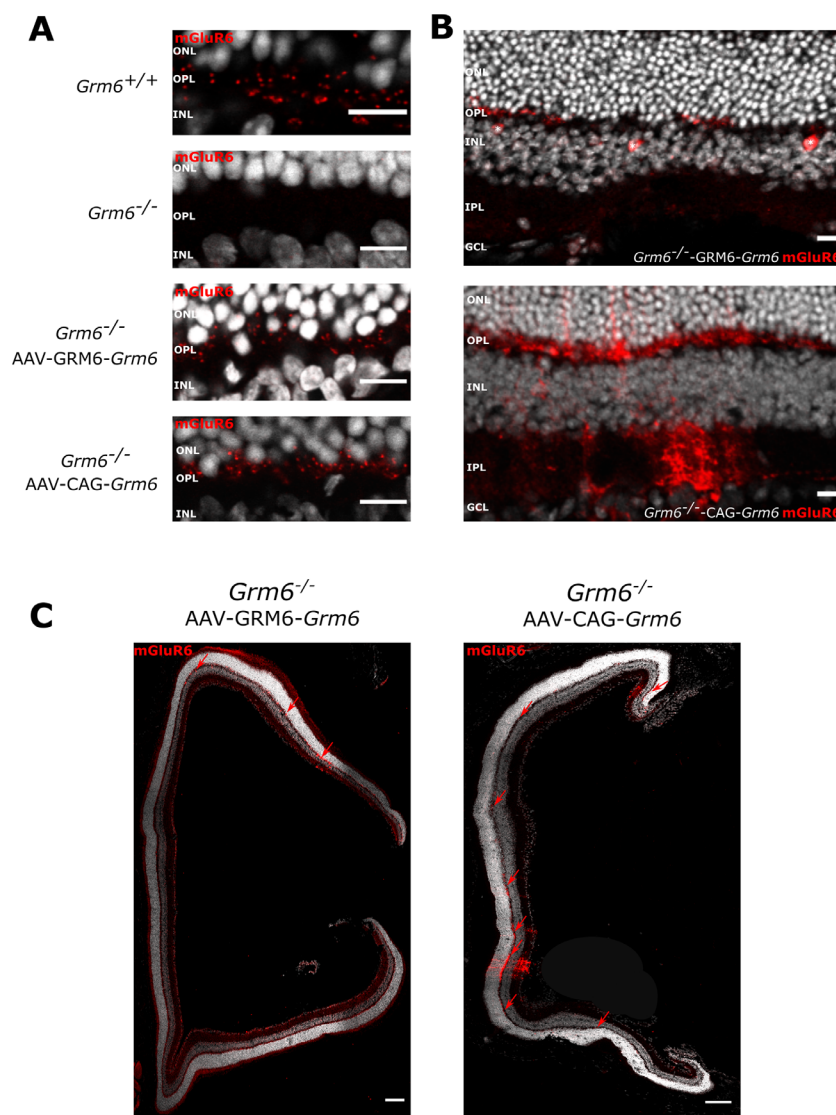 A
mGluR6
ONL
Grm6+/+
OPL
INL
mGluR6
ONL
Grm6-/-
OPL
INL
mGluR6
ONL
Grm6-/-
AAV-GRM6-Grm6
OPL
INL
mGluR6
ONL
Grm6-/-
AAV-CAG-Grm6
OPL
INL
B
ONL
OPL
INL
IPL
GCL
Grm6-/--GRM6-Grm6 mGluR6
ONL
OPL
INL
IPL
GCL
Grm6-/--CAG-Grm6 mGluR6
C
Grm6-/-
AAV-GRM6-Grm6
mGluR6
Grm6-/-
AAV-CAG-Grm6
mGluR6